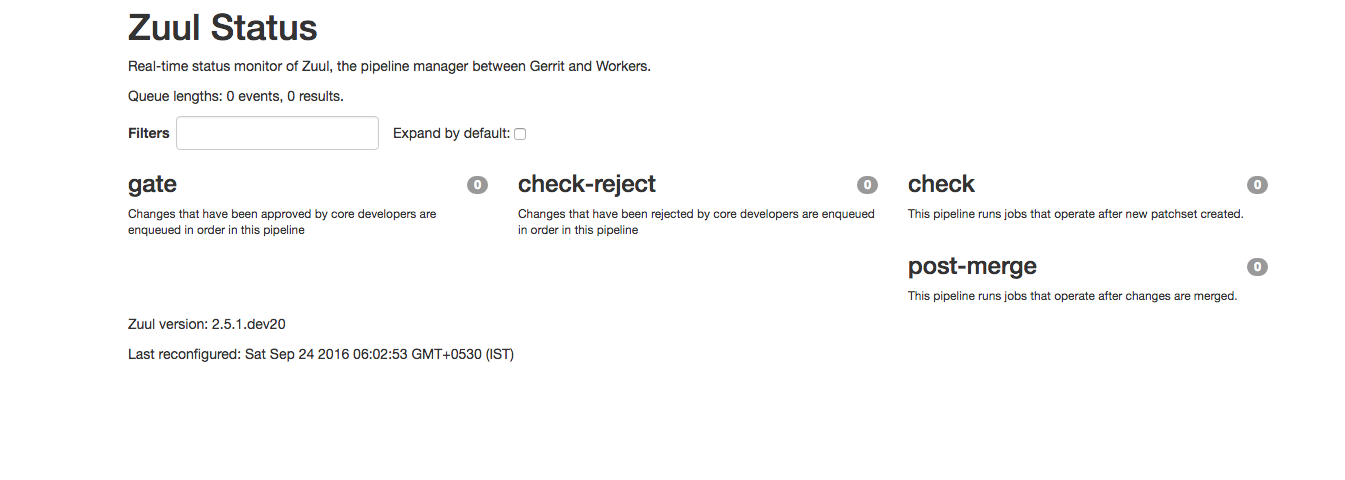 Zuul Status
Real-time status monitor of Zuul, the pipeline manager between Gerrit and Workers.
Queue lengths: 0 events, 0 results.
Filters
Expand by default:
gate
0
Changes that have been approved by core developers are
enqueued in order in this pipeline
check-reject
0
Changes that have been rejected by core developers are enqueued
in order in this pipeline
check
0
This pipeline runs jobs that operate after new patchset created.
post-merge
0
This pipeline runs jobs that operate after changes are merged.
Zuul version: 2.5.1.dev20
Last reconfigured: Sat Sep 24 2016 06:02:53 GMT+0530 (IST)